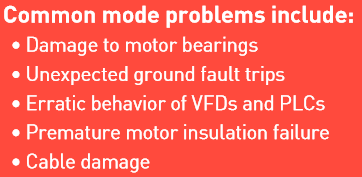 Common mode problems include:
• Damage to motor bearings
• Unexpected ground fault trips
• Erratic behavior of VFDs and PLCs
• Premature motor insulation failure
• Cable damage